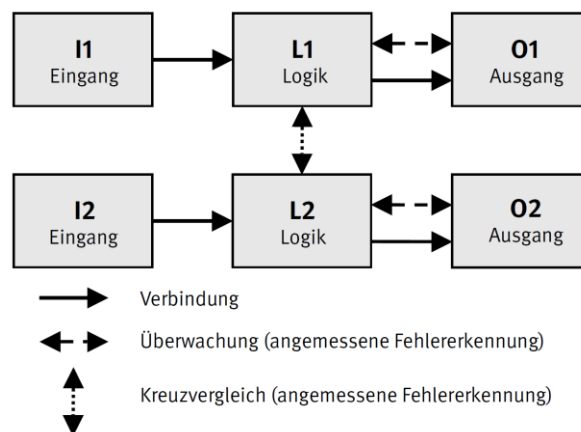 I1
Eingang
L1
Logik
O1
Ausgang
I2
Eingang
L2
Logik
O2
Ausgang
Verbindung
Überwachung (angemessene Fehlererkennung)
Kreuzvergleich (angemessene Fehlererkennung)